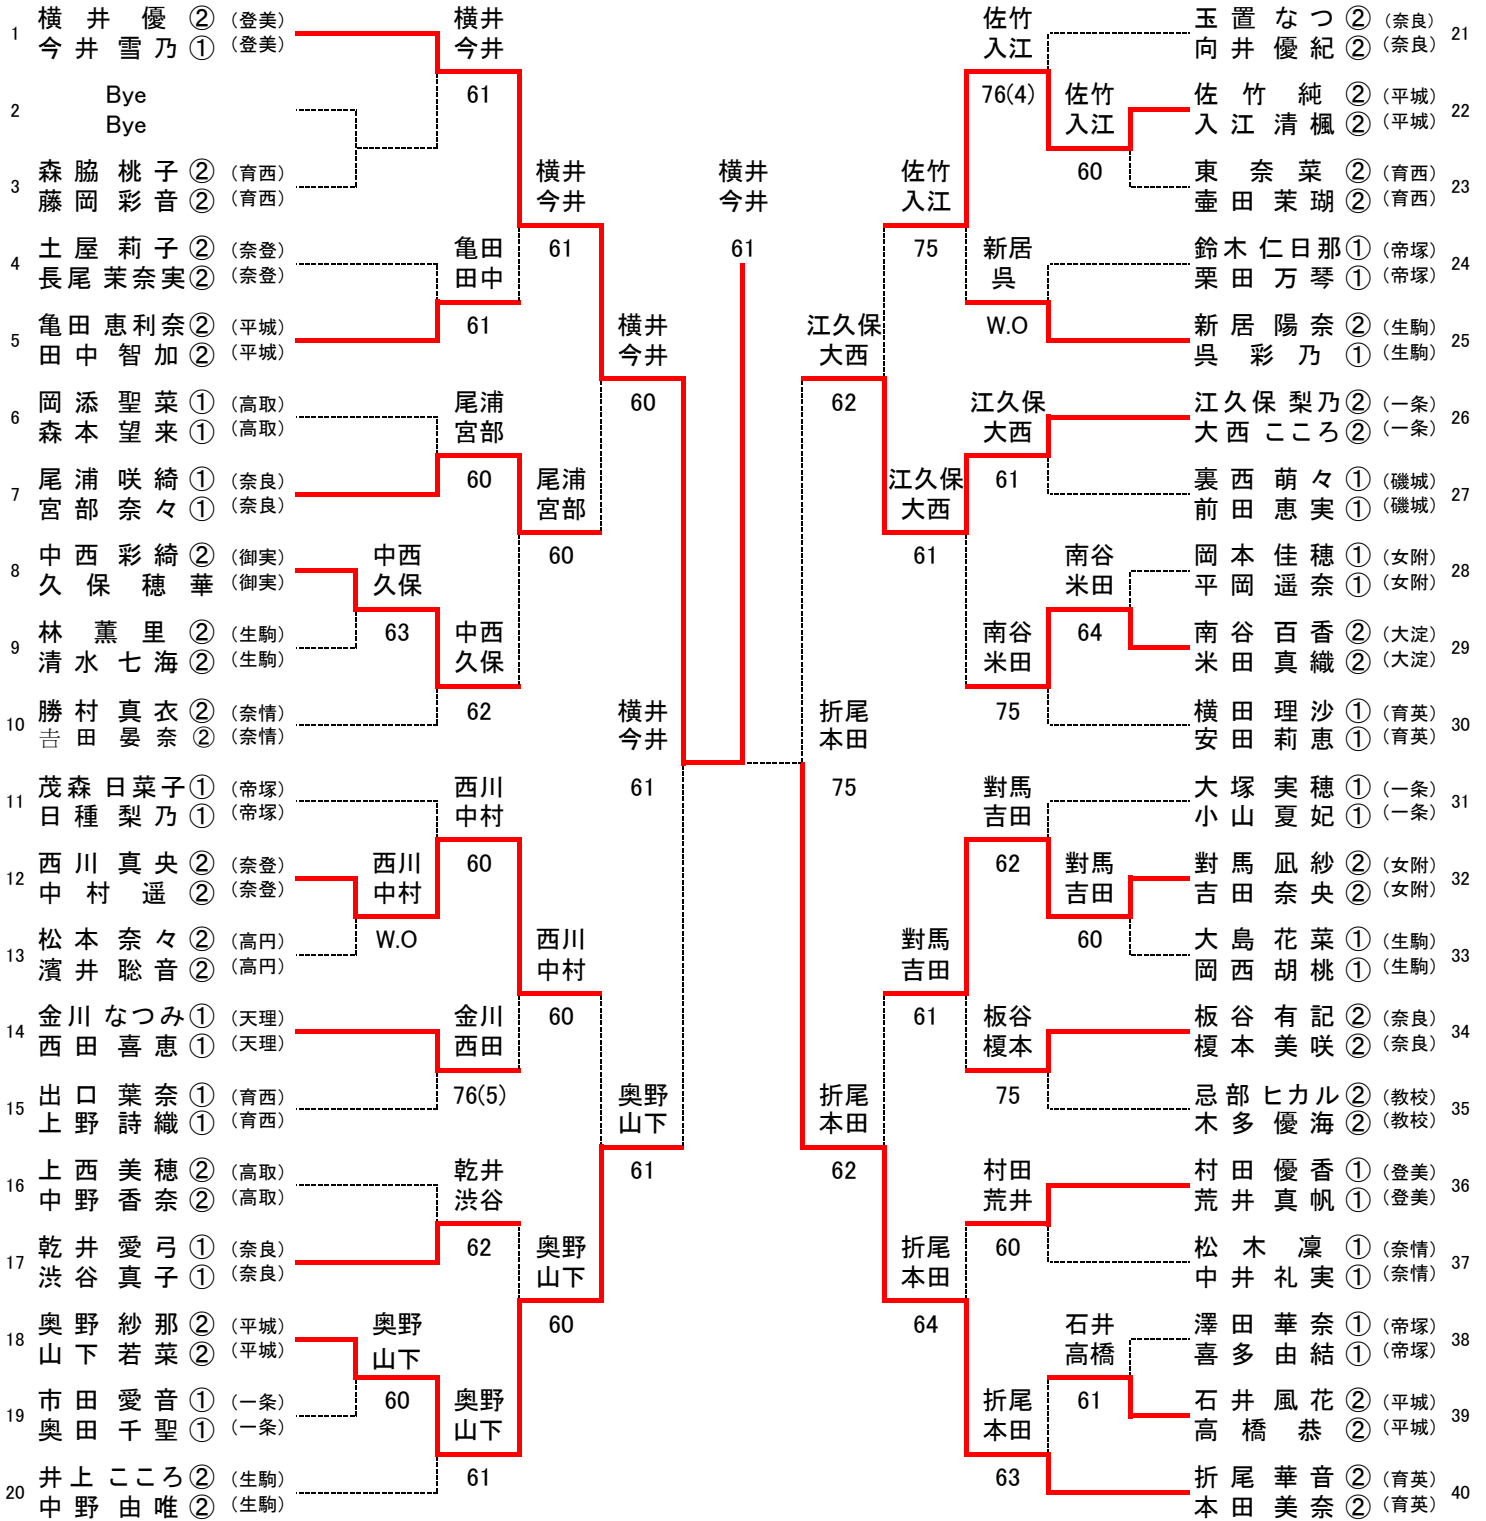 1 横井 優 ② (登美)
今井 雪乃 ① (登美)
2 Bye
Bye
3 森脇 桃子 ② (育西)
藤岡 彩音 ② (育西)
4 土屋 莉子 ② (奈登)
長尾 茉奈実 ② (奈登)
5 亀田 恵利奈 ② (平城)
田中 智加 ② (平城)
6 岡添 聖菜 ① (高取)
森本 望来 ① (高取)
7 尾浦 咲綺 ① (奈良)
宮部 奈々 ① (奈良)
8 中西 彩綺 ② (御実)
久保 穂華 (御実)
9 林 薫里 ② (生駒)
清水 七海 ② (生駒)
10 勝村 真衣 ② (奈情)
𠮷田 晏奈 ② (奈情)
11 茂森 日菜子 ① (帝塚)
日種 梨乃 ① (帝塚)
12 西川 真央 ② (奈登)
中村 遥 ② (奈登)
13 松本 奈々 ② (高円)
濱井 聡音 ② (高円)
14 金川 なつみ ① (天理)
西田 喜恵 ① (天理)
15 出口 葉奈 ① (育西)
上野 詩織 ① (育西)
16 上西 美穂 ② (高取)
中野 香奈 ② (高取)
17 乾井 愛弓 ① (奈良)
渋谷 真子 ① (奈良)
18 奥野 紗那 ② (平城)
山下 若菜 ② (平城)
19 市田 愛音 ① (一条)
奥田 千聖 ① (一条)
20 井上 こころ ② (生駒)
中野 由唯 ② (生駒)
中西
久保
63
西川
中村
W.O
奥野
山下
60
横井
今井
61
亀田
田中
61
尾浦
宮部
60
中西
久保
62
西川
中村
60
金川
西田
76(5)
乾井
渋谷
62
奥野
山下
61
横井
今井
61
尾浦
宮部
60
西川
中村
60
奥野
山下
60
横井
今井
60
奥野
山下
61
横井
今井
61
横井
今井
61
折尾
本田
75
江久保
大西
62
折尾
本田
62
佐竹
入江
75
江久保
大西
61
對馬
吉田
61
折尾
本田
64
佐竹
入江
76(4)
新居
呉
W.O
江久保
大西
61
南谷
米田
75
對馬
吉田
62
板谷
榎本
75
村田
荒井
60
折尾
本田
63
佐竹
入江
60
南谷
米田
64
對馬
吉田
60
石井
高橋
61
玉置 なつ ② (奈良) 21
向井 優紀 ② (奈良)
佐竹 純 ② (平城) 22
入江 清楓 ② (平城)
東 奈菜 ② (育西) 23
壷田 茉瑚 ② (育西)
鈴木 仁日那 ① (帝塚) 24
栗田 万琴 ① (帝塚)
新居 陽奈 ② (生駒) 25
呉 彩乃 ① (生駒)
江久保 梨乃 ② (一条) 26
大西 こころ ② (一条)
裏西 萌々 ① (磯城) 27
前田 恵実 ① (磯城)
岡本 佳穂 ① (女附) 28
平岡 遥奈 ① (女附)
南谷 百香 ② (大淀) 29
米田 真織 ② (大淀)
横田 理沙 ① (育英) 30
安田 莉恵 ① (育英)
大塚 実穂 ① (一条) 31
小山 夏妃 ① (一条)
對馬 凪紗 ② (女附) 32
吉田 奈央 ② (女附)
大島 花菜 ① (生駒) 33
岡西 胡桃 ① (生駒)
板谷 有記 ② (奈良) 34
榎本 美咲 ② (奈良)
忌部 ヒカル ② (教校) 35
木多 優海 ② (教校)
村田 優香 ① (登美) 36
荒井 真帆 ① (登美)
松木 凜 ① (奈情) 37
中井 礼実 ① (奈情)
澤田 華奈 ① (帝塚) 38
喜多 由結 ① (帝塚)
石井 風花 ② (平城) 39
高橋 恭 ② (平城)
折尾 華音 ② (育英) 40
本田 美奈 ② (育英)